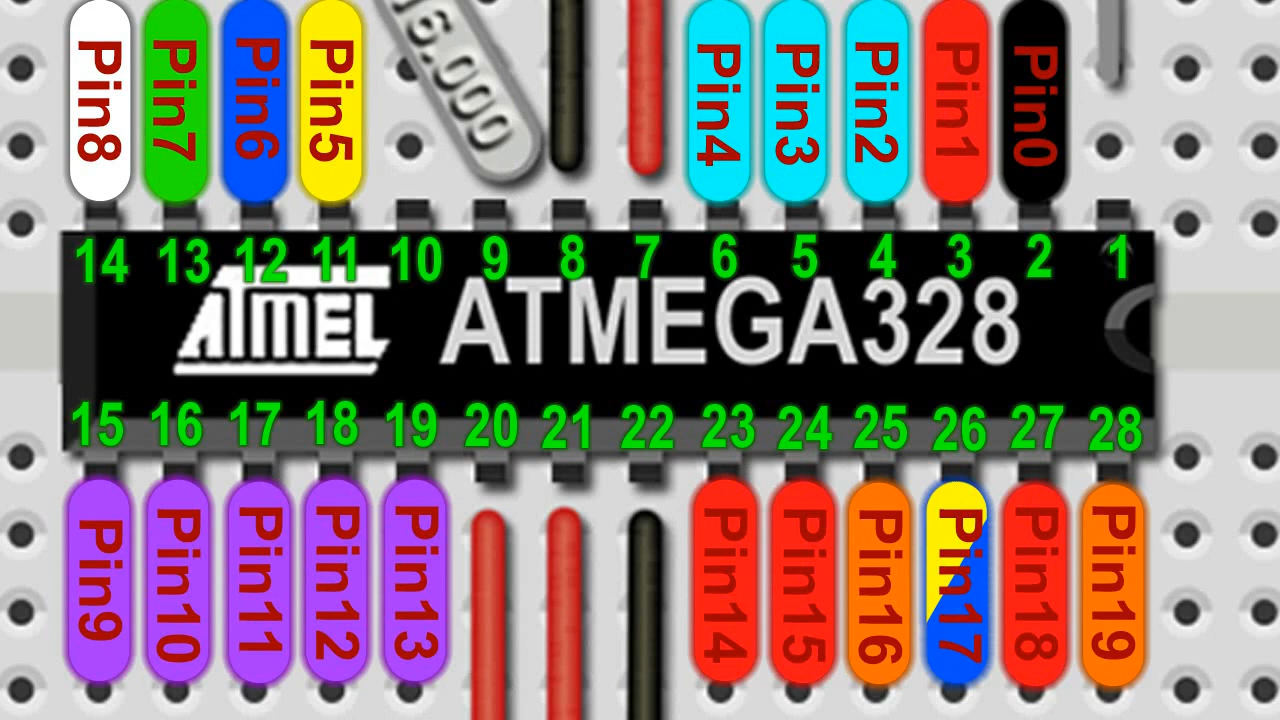 Pin8 Pin7 Pin6 Pin5 16.000 Pin4 Pin3 Pin2 Pin1 Pin0
14 13 12 11 10 9 8 7 6 5 4 3 2 1
ATMEL ATMEGA328
15 16 17 18 19 20 21 22 23 24 25 26 27 28
Pin9 Pin10 Pin11 Pin12 Pin13 Pin14 Pin15 Pin16 Pin17 Pin18 Pin19